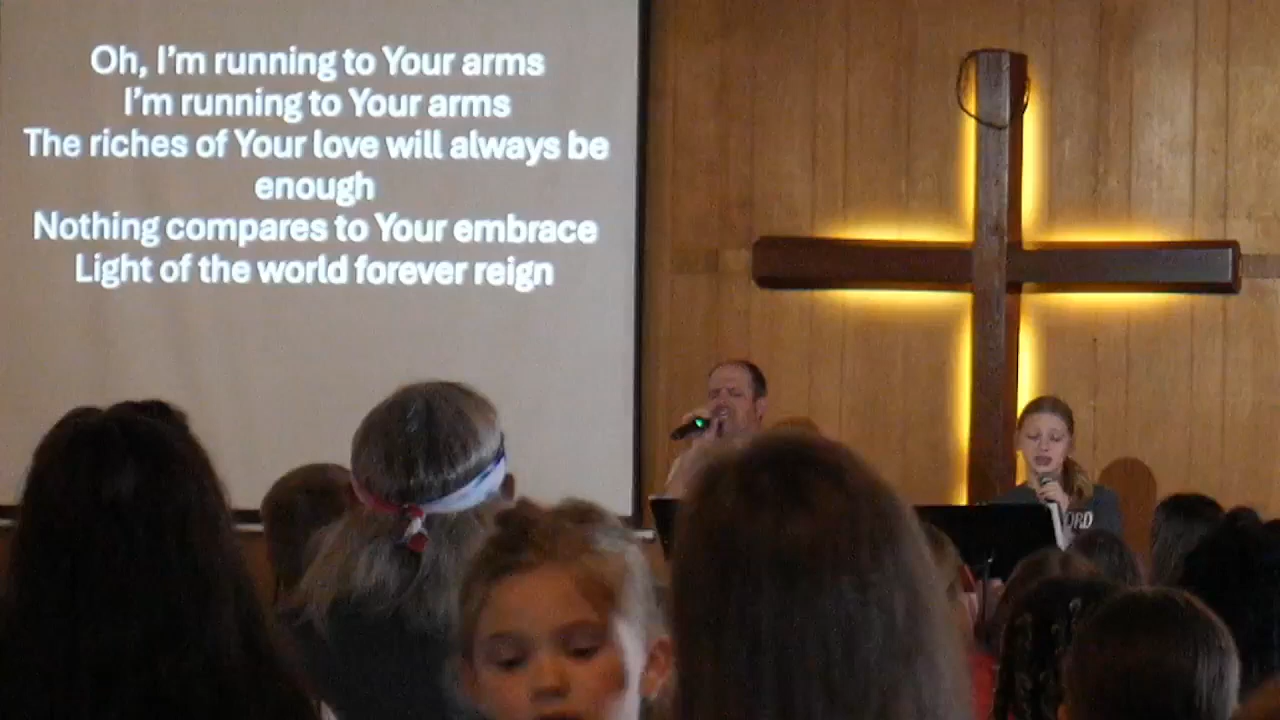 Oh, I’m running to Your arms
I’m running to Your arms
The riches of Your love will always be
enough
Nothing compares to Your embrace
Light of the world forever reign
ORD